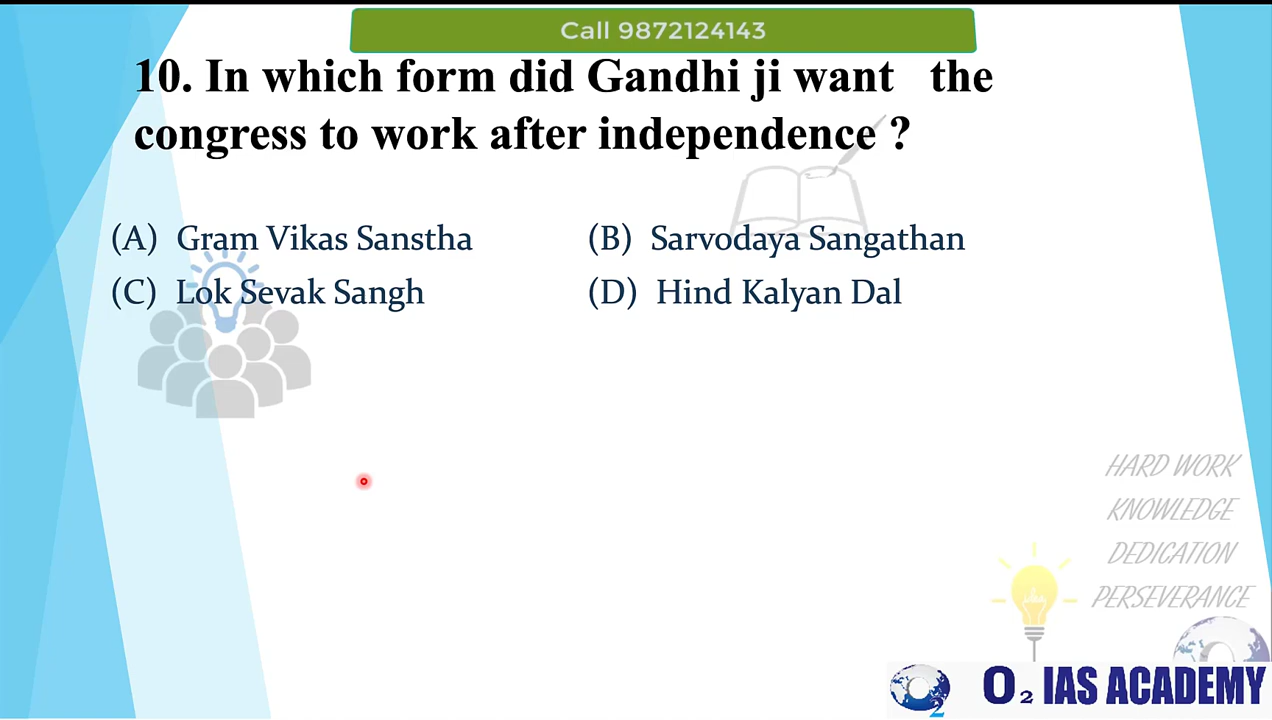 Call 9872124143
10. In which form did Gandhi ji want the
congress to work after independence ?
(A) Gram Vikas Sanstha (B) Sarvodaya Sangathan
(C) Lok Sevak Sangh (D) Hind Kalyan Dal
HARD WORK
KNOWLEDGE
DEDICATION
PERSEVERANCE
O2 O2 IAS ACADEMY